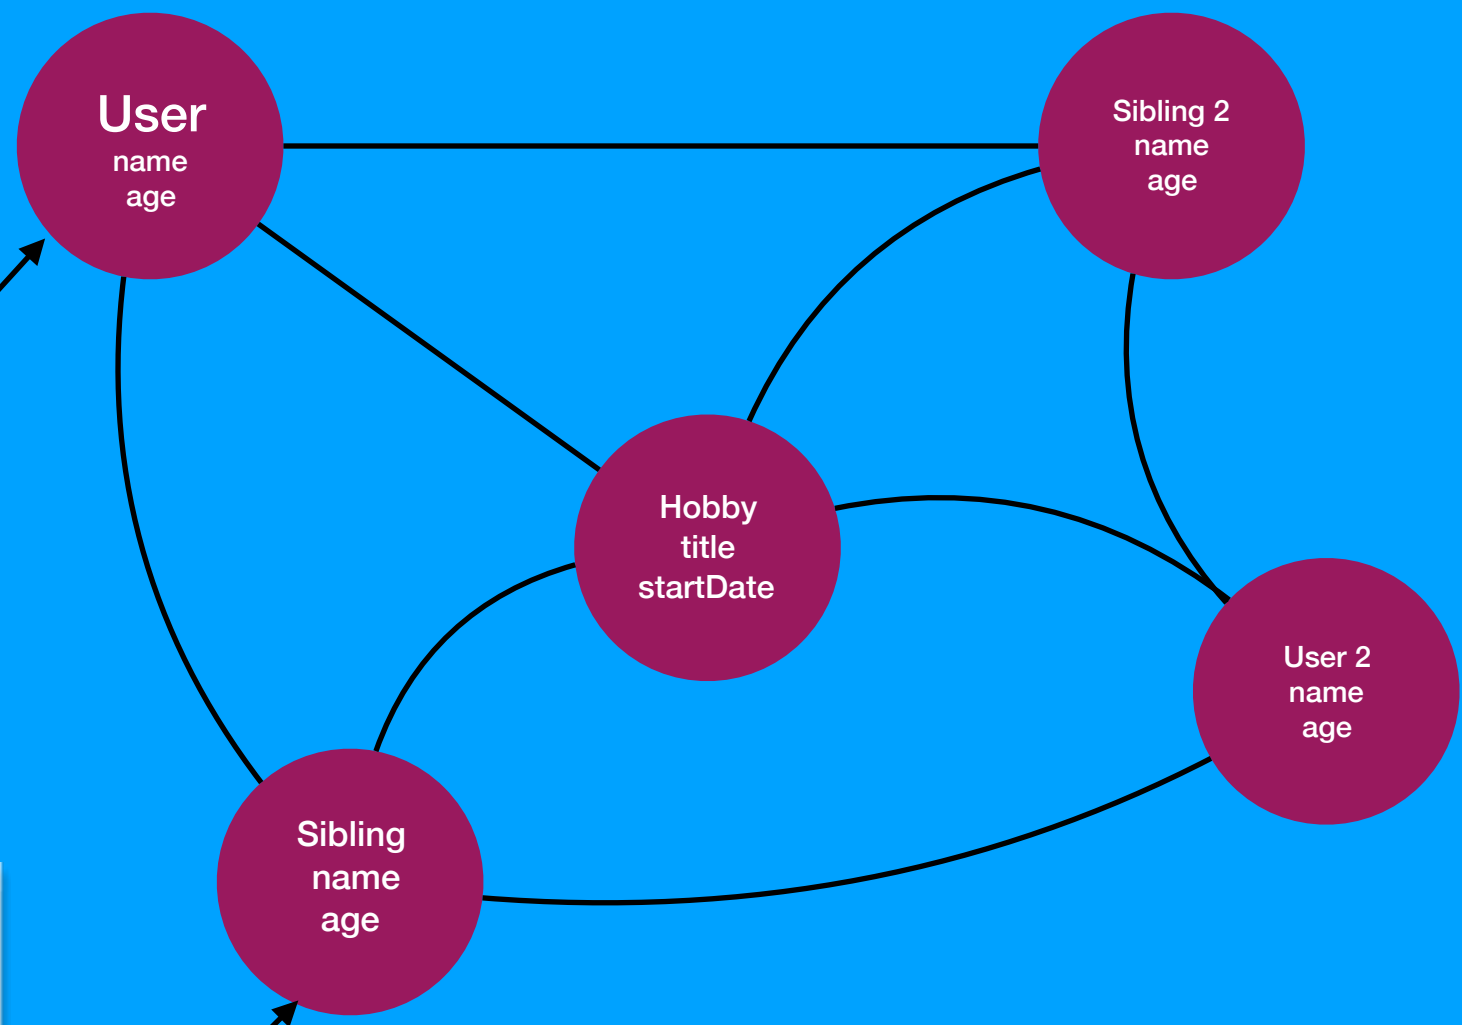 User
name
age
Sibling 2
name
age
Hobby
title
startDate
User 2
name
age
Sibling
name
age